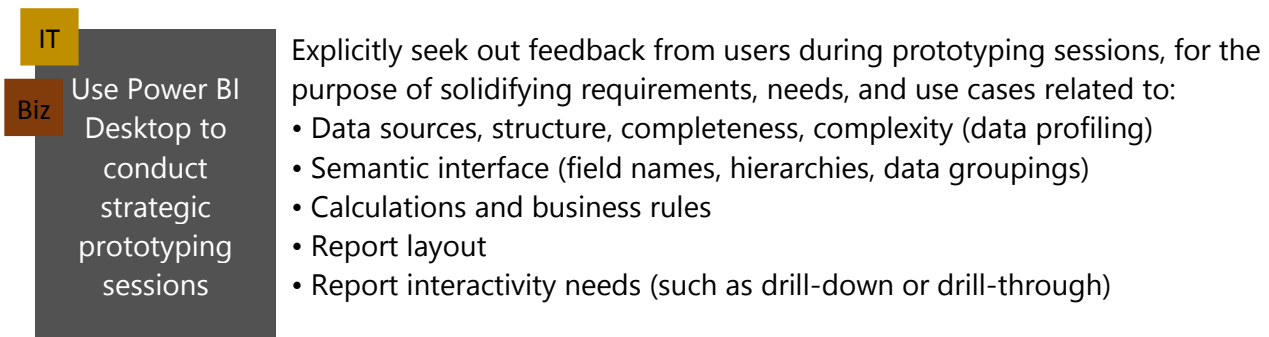 IT
Biz
Use Power BI
Desktop to
conduct
strategic
prototyping
sessions
Explicitly seek out feedback from users during prototyping sessions, for the
purpose of solidifying requirements, needs, and use cases related to:
• Data sources, structure, completeness, complexity (data profiling)
• Semantic interface (field names, hierarchies, data groupings)
• Calculations and business rules
• Report layout
• Report interactivity needs (such as drill-down or drill-through)